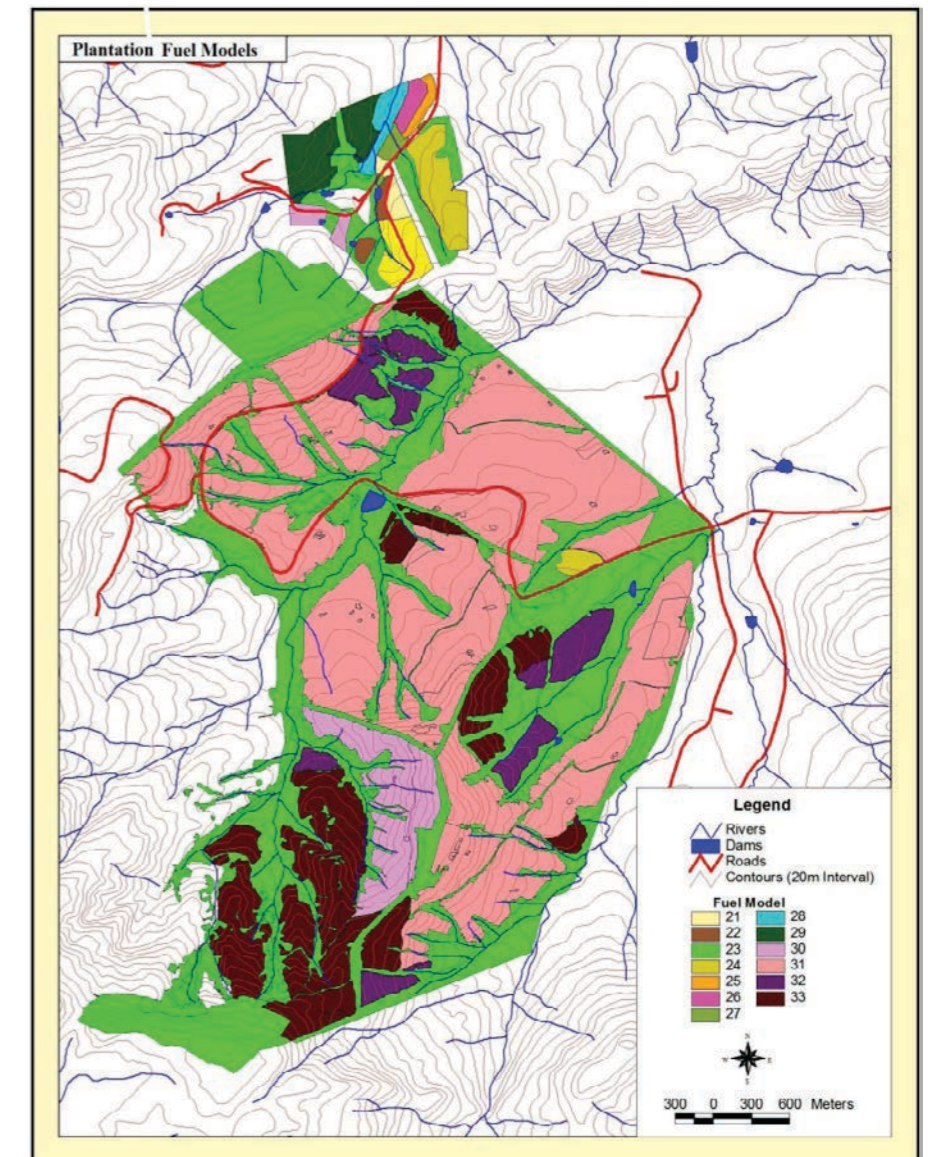 Plantation Fuel Models
Legend
Rivers
Dams
Roads
Contours (20m Interval)
Fuel Model
21 28
22 29
23 30
24 31
25 32
26 33
27
N
W E
S
300 0 300 600 Meters